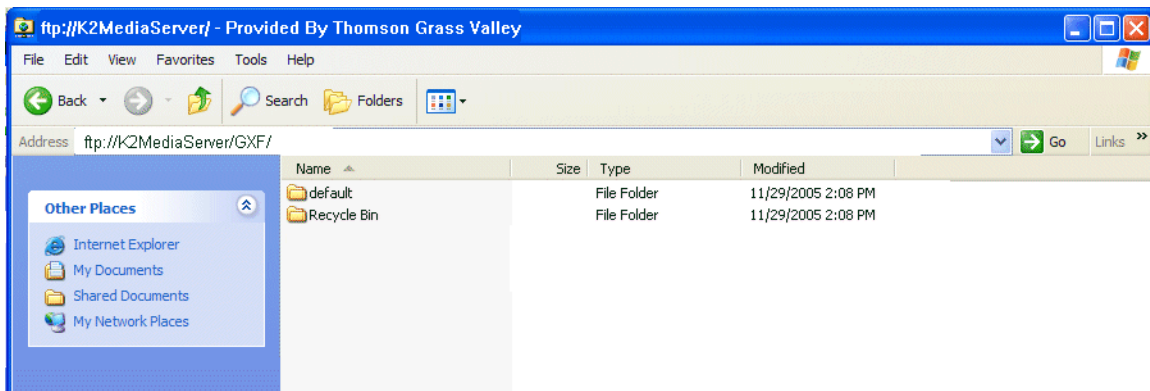 ftp://K2MediaServer/ - Provided By Thomson Grass Valley
File Edit View Favorites Tools Help
Back Search Folders
Address ftp://K2MediaServer/GXF/ Go Links »
Name Size Type Modified
default File Folder 11/29/2005 2:08 PM
Recycle Bin File Folder 11/29/2005 2:08 PM
Other Places
Internet Explorer
My Documents
Shared Documents
My Network Places